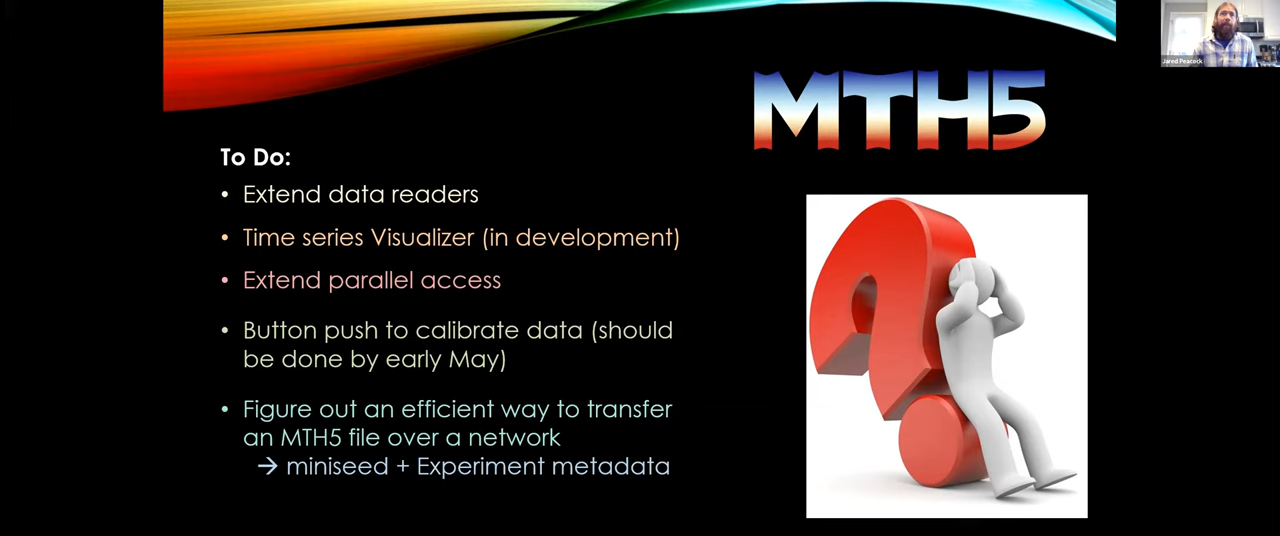 Jared Peacock
MTH5
To Do:
• Extend data readers
• Time series Visualizer (in development)
• Extend parallel access
• Button push to calibrate data (should
be done by early May)
• Figure out an efficient way to transfer
an MTH5 file over a network
→ miniseed + Experiment metadata